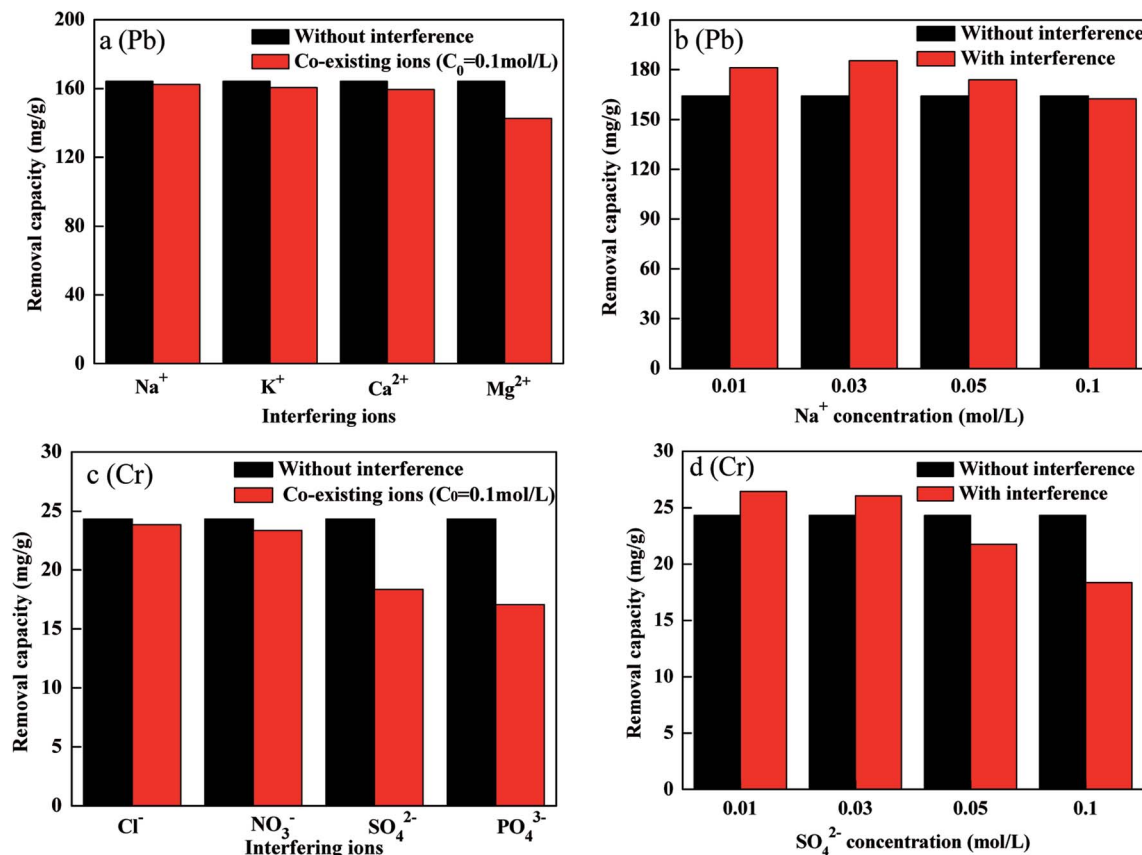 a (Pb)
Without interference
Co-existing ions (C₀=0.1mol/L)
200
160
120
80
40
0
Removal capacity (mg/g)
Na⁺ K⁺ Ca²⁺ Mg²⁺
Interfering ions
b (Pb)
Without interference
With interference
210
180
150
120
90
60
30
0
Removal capacity (mg/g)
0.01 0.03 0.05 0.1
Na⁺ concentration (mol/L)
c (Cr)
Without interference
Co-existing ions (C₀=0.1mol/L)
30
25
20
15
10
5
0
Removal capacity (mg/g)
Cl⁻ NO₃⁻ SO₄²⁻ PO₄³⁻
Interfering ions
d (Cr)
Without interference
With interference
30
25
20
15
10
5
0
Removal capacity (mg/g)
0.01 0.03 0.05 0.1
SO₄²⁻ concentration (mol/L)